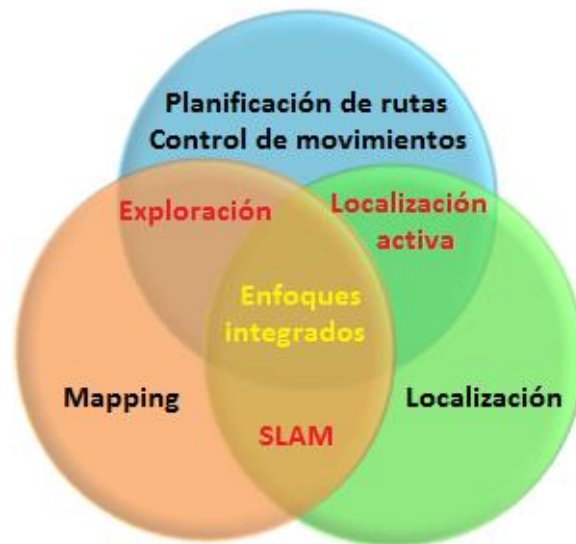 Planificación de rutas
Control de movimientos
Exploración
Localización
activa
Enfoques
integrados
Mapping
Localización
SLAM